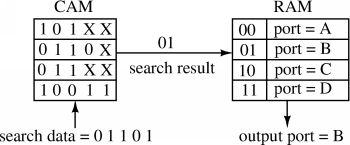 CAM
RAM
1 0 1 X X
0 1 1 0 X
0 1 1 X X
1 0 0 1 1
01
search result
00 port = A
01 port = B
10 port = C
11 port = D
search data = 0 1 1 0 1
output port = B